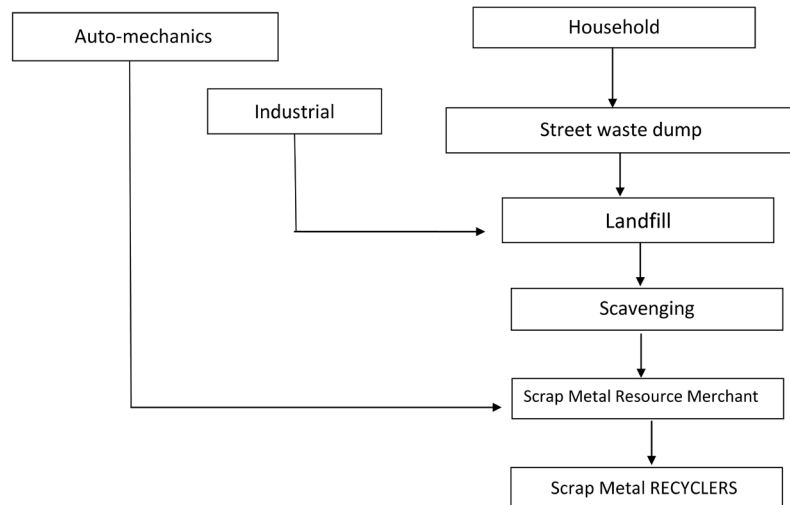 Auto-mechanics
Household
Industrial
Street waste dump
Landfill
Scavenging
Scrap Metal Resource Merchant
Scrap Metal RECYCLERS